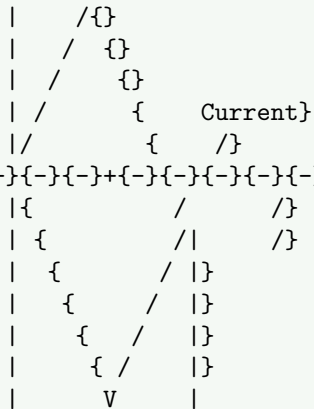 |      /{}
|    /  {}
|   /     {}
| /       {     Current}
|/         {    /}
-}{-}{-}+{-}{-}{-}{-}{-}
|{           /       /}
| {         /|      /}
|  {       / |}
|   {     /  |}
|    {   /   |}
|     { /    |}
|      V     |